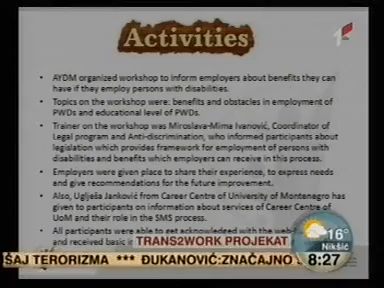 Activities
• AYDM organized workshop to inform employers about benefits they can
have if they employ persons with disabilities.
• Topics on the workshop were: benefits and obstacles in employment of
PWDs and educational level of PWDs.
• Trainer on the workshop was Miroslava-Mima Ivanović, Coordinator of
Legal program and Anti-discrimination, who informed participants about
legislation which provides framework for employment of persons with
disabilities and benefits which employers can receive in this process.
• Employers were given place to share their experience, to express needs
and give recommendations for the future improvement.
• Also, Uglješa Janković from Career Centre of University of Montenegro has
given to participants on information about services of Career Centre of
UoM and their role in the SMS process.
• All participants were able to get acknowledged with the
and received basic
TRANS2WORK PROJEKAT
16°
Nikšić
ŠAJ TERORIZMA *** ĐUKANOVIĆ:ZNAČAJNO
8:27